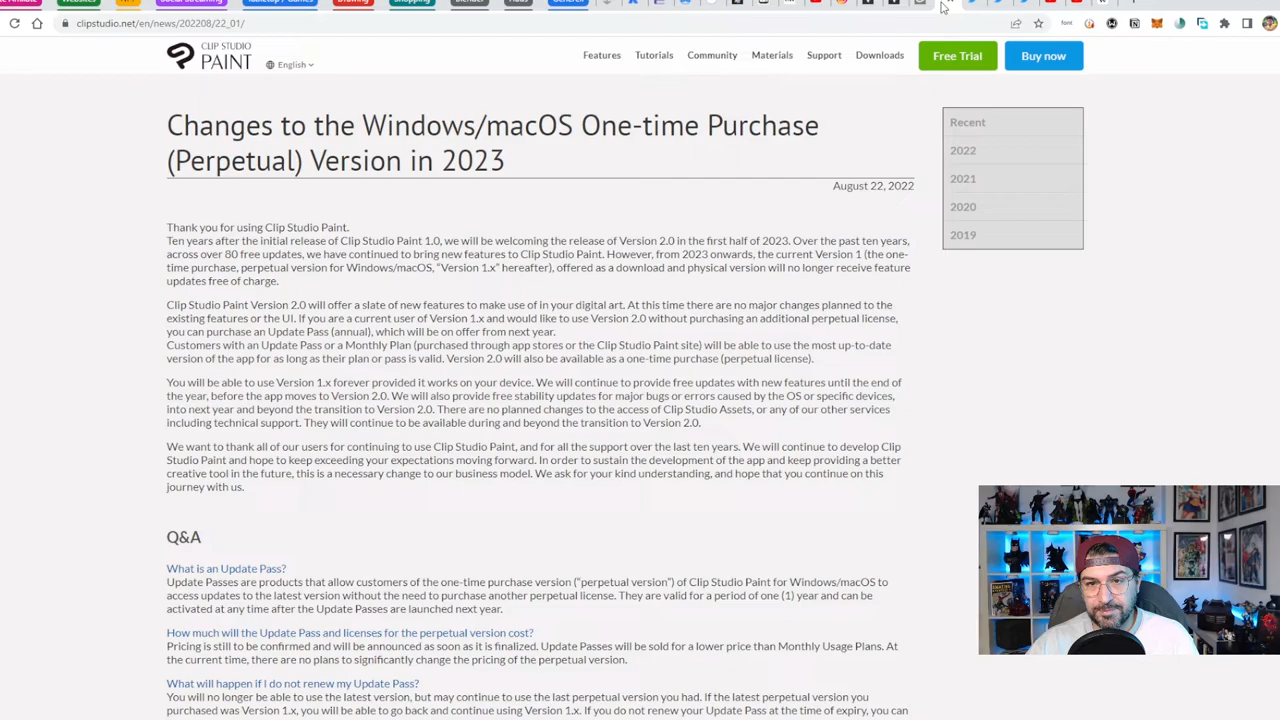 Websites
NFT
Social Streaming
Tabletop / Games
Drawing
Shopping
Blender
Generex
clipstudio.net/en/news/202208/22_01/
font
CLIP STUDIO
PAINT
English
Features
Tutorials
Community
Materials
Support
Downloads
Free Trial
Buy now
Changes to the Windows/macOS One-time Purchase
(Perpetual) Version in 2023
August 22, 2022
Recent
2022
2021
2020
2019
Thank you for using Clip Studio Paint.
Ten years after the initial release of Clip Studio Paint 1.0, we will be welcoming the release of Version 2.0 in the first half of 2023. Over the past ten years,
across over 80 free updates, we have continued to bring new features to Clip Studio Paint. However, from 2023 onwards, the current Version 1 (the one-
time purchase, perpetual version for Windows/macOS, “Version 1.x” hereafter), offered as a download and physical version will no longer receive feature
updates free of charge.
Clip Studio Paint Version 2.0 will offer a slate of new features to make use of in your digital art. At this time there are no major changes planned to the
existing features or the UI. If you are a current user of Version 1.x and would like to use Version 2.0 without purchasing an additional perpetual license,
you can purchase an Update Pass (annual), which will be on offer from next year.
Customers with an Update Pass or a Monthly Plan (purchased through app stores or the Clip Studio Paint site) will be able to use the most up-to-date
version of the app for as long as their plan or pass is valid. Version 2.0 will also be available as a one-time purchase (perpetual license).
You will be able to use Version 1.x forever provided it works on your device. We will continue to provide free updates with new features until the end of
the year, before the app moves to Version 2.0. We will also provide free stability updates for major bugs or errors caused by the OS or specific devices,
into next year and beyond the transition to Version 2.0. There are no planned changes to the access of Clip Studio Assets, or any of our other services
including technical support. They will continue to be available during and beyond the transition to Version 2.0.
We want to thank all of our users for continuing to use Clip Studio Paint, and for all the support over the last ten years. We will continue to develop Clip
Studio Paint and hope to keep exceeding your expectations moving forward. In order to sustain the development of the app and keep providing a better
creative tool in the future, this is a necessary change to our business model. We ask for your kind understanding, and hope that you continue on this
journey with us.
Q&A
What is an Update Pass?
Update Passes are products that allow customers of the one-time purchase version (“perpetual version”) of Clip Studio Paint for Windows/macOS to
access updates to the latest version without the need to purchase another perpetual license. They are valid for a period of one (1) year and can be
activated at any time after the Update Passes are launched next year.
How much will the Update Pass and licenses for the perpetual version cost?
Pricing is still to be confirmed and will be announced as soon as it is finalized. Update Passes will be sold for a lower price than Monthly Usage Plans. At
the current time, there are no plans to significantly change the pricing of the perpetual version.
What will happen if I do not renew my Update Pass?
You will no longer be able to use the latest version, but may continue to use the last perpetual version you had. If the latest perpetual version you
purchased was Version 1.x, you will be able to go back and continue using Version 1.x. If you do not renew your Update Pass at the time of expiry, you can